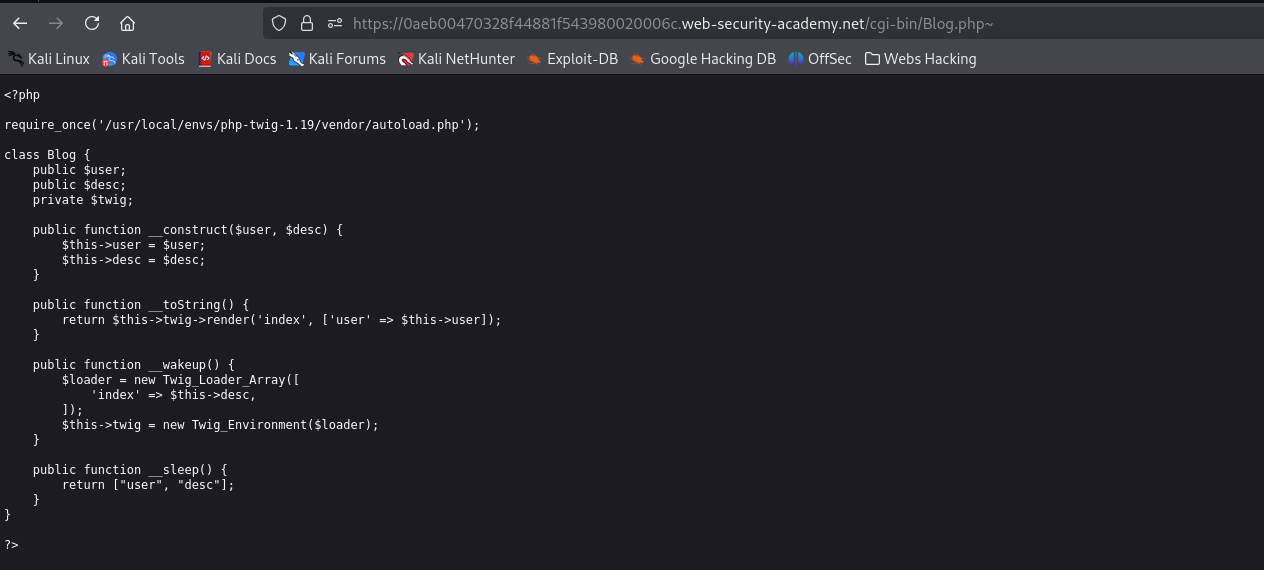 https://0aeb00470328f44881f543980020006c.web-security-academy.net/cgi-bin/Blog.php~
Kali Linux Kali Tools Kali Docs Kali Forums Kali NetHunter Exploit-DB Google Hacking DB OffSec Webs Hacking
<?php
require_once('/usr/local/envs/php-twig-1.19/vendor/autoload.php');
class Blog {
    public $user;
    public $desc;
    private $twig;
    public function __construct($user, $desc) {
        $this->user = $user;
        $this->desc = $desc;
    }
    public function __toString() {
        return $this->twig->render('index', ['user' => $this->user]);
    }
    public function __wakeup() {
        $loader = new Twig_Loader_Array([
            'index' => $this->desc,
        ]);
        $this->twig = new Twig_Environment($loader);
    }
    public function __sleep() {
        return ["user", "desc"];
    }
}
?>